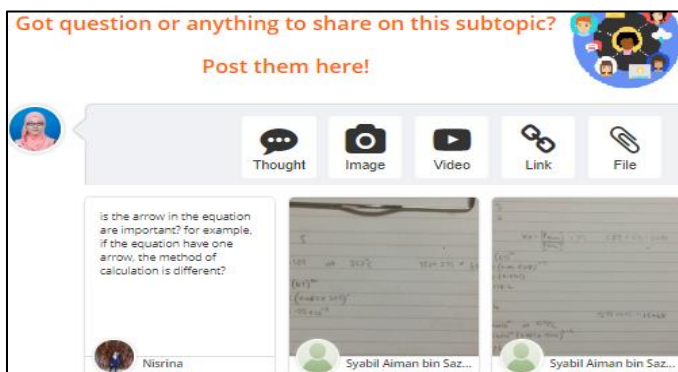 Got question or anything to share on this subtopic?
Post them here!
Thought
Image
Video
Link
File
is the arrow in the equation
are important? for example,
if the equation have one
arrow, the method of
calculation is different?
Nisrina
Syabil Aiman bin Saz...
Syabil Aiman bin Saz...